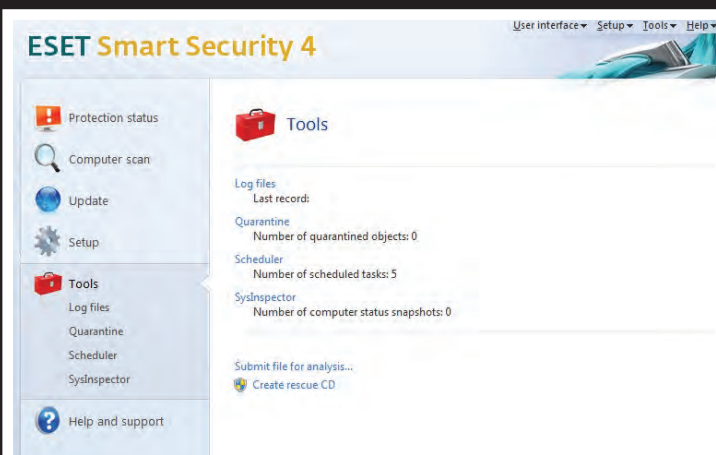 User interface Setup Tools Help
ESET Smart Security 4
Protection status
Computer scan
Update
Setup
Tools
Log files
Quarantine
Scheduler
SysInspector
Help and support
Tools
Log files
Last record:
Quarantine
Number of quarantined objects: 0
Scheduler
Number of scheduled tasks: 5
SysInspector
Number of computer status snapshots: 0
Submit file for analysis...
Create rescue CD